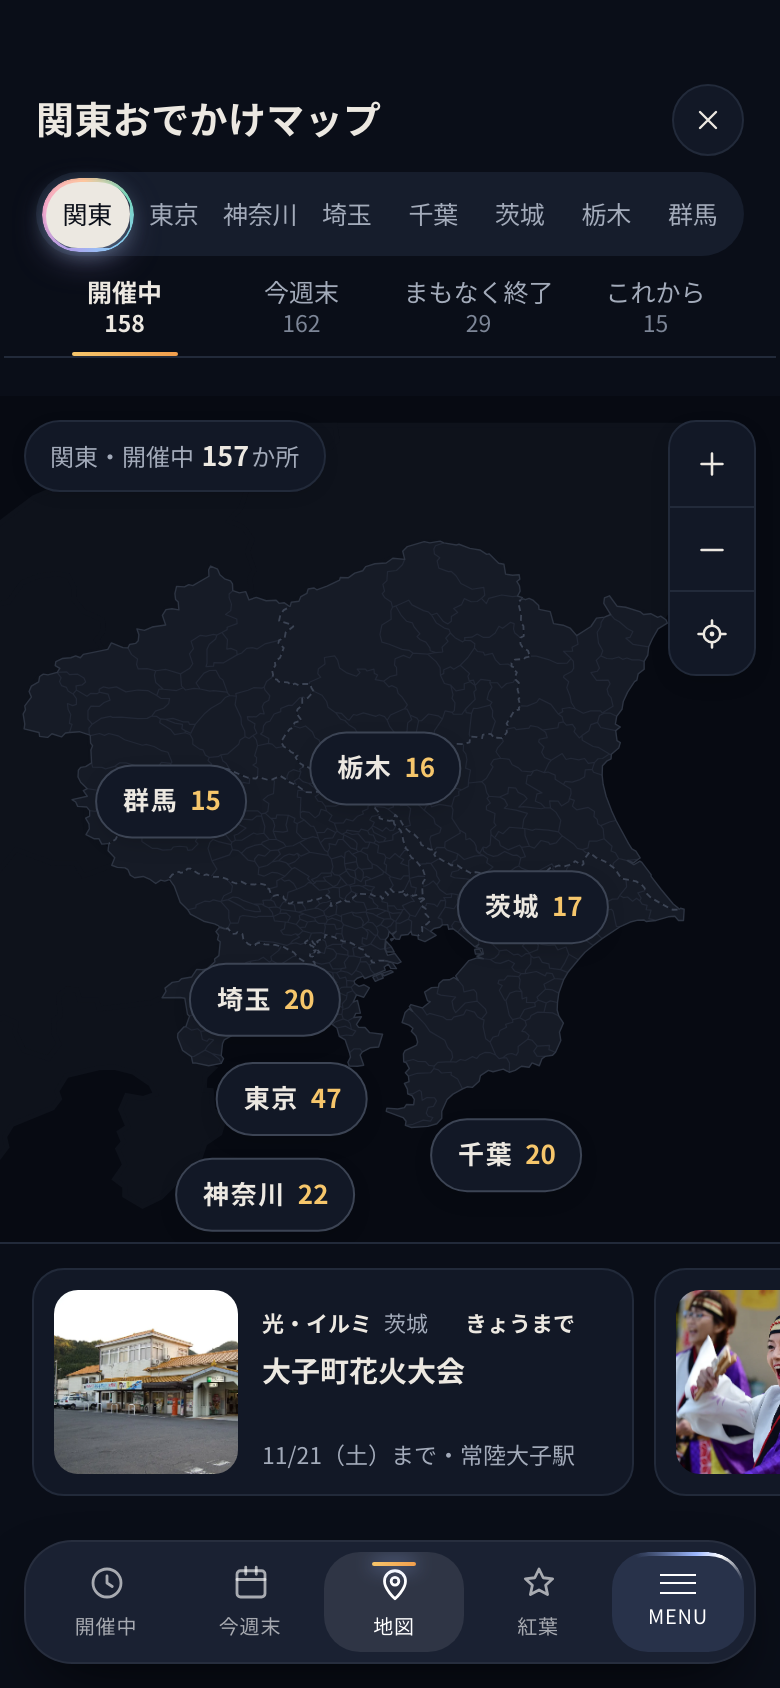 関東おでかけマップ
関東 東京 神奈川 埼玉 千葉 茨城 栃木 群馬
開催中 今週末 まもなく終了 これから
158 162 29 15
関東・開催中 157か所
栃木 16
群馬 15
茨城 17
埼玉 20
東京 47
千葉 20
神奈川 22
光・イルミ 茨城 きょうまで
大子町花火大会
11/21（土）まで・常陸大子駅
開催中 今週末 地図 紅葉 MENU